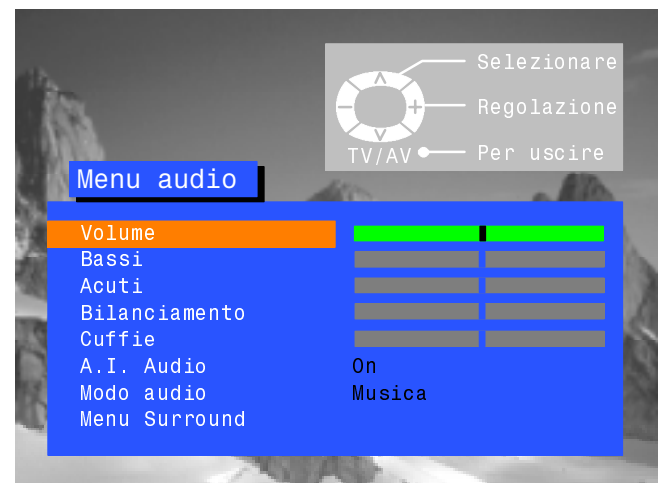 Selezionare
Regolazione
TV/AV Per uscire
Menu audio
Volume
Bassi
Acuti
Bilanciamento
Cuffie
A.I. Audio On
Modo audio Musica
Menu Surround